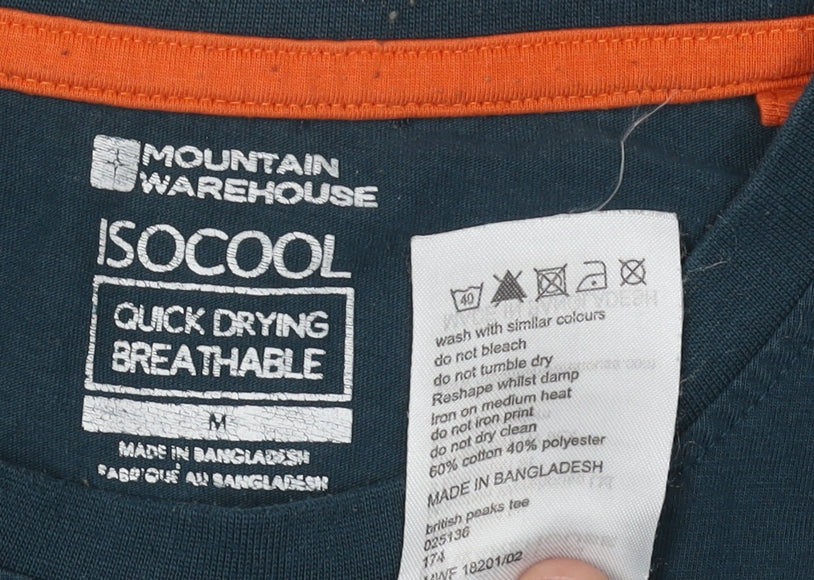 MOUNTAIN
WAREHOUSE
ISOCOOL
QUICK DRYING
BREATHABLE
M
MADE IN BANGLADESH
FABRIQUÉ AU BANGLADESH
40
wash with similar colours
do not bleach
do not tumble dry
Reshape whilst damp
Iron on medium heat
do not iron print
do not dry clean
60% cotton 40% polyester
MADE IN BANGLADESH
british peaks tee
025136
174
MWF 18201/02